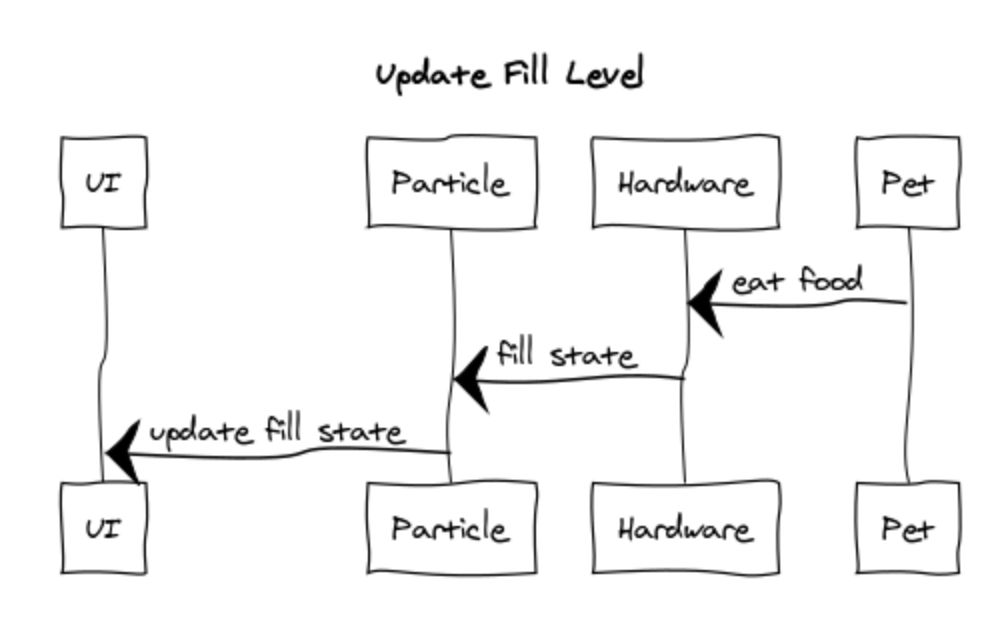 Update Fill Level
UI
Particle
Hardware
Pet
eat food
fill state
update fill state
UI
Particle
Hardware
Pet